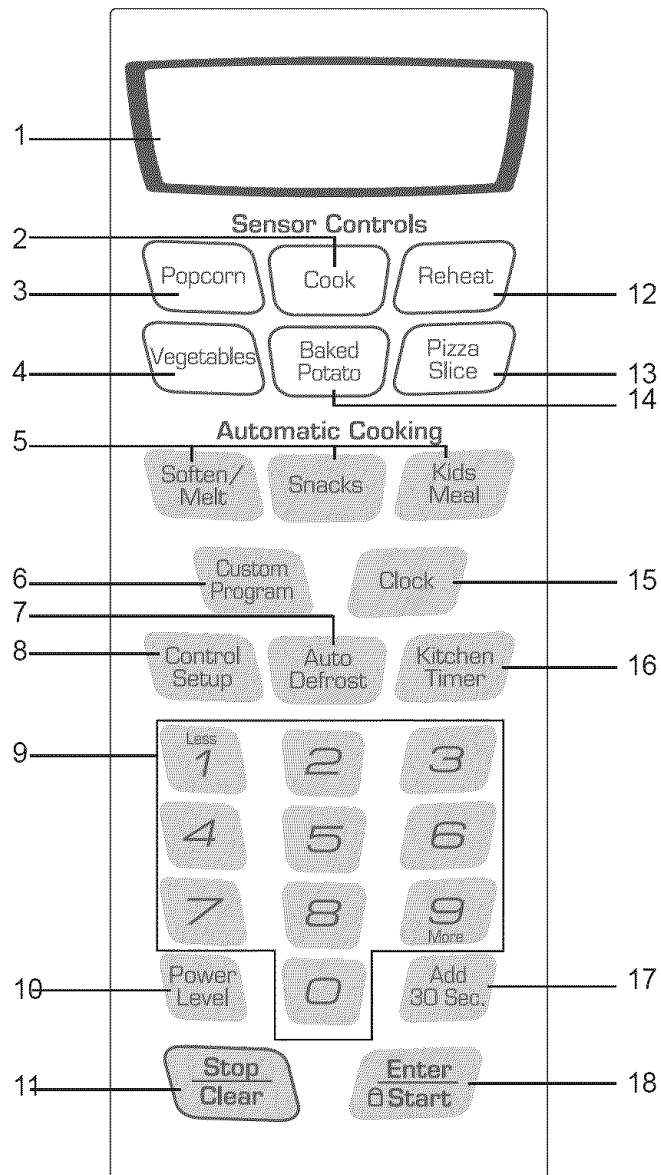 1
Sensor Controls
2
Popcorn
Cook
Reheat
3
12
Vegetables
Baked
Potato
Pizza
Slice
4
13
14
Automatic Cooking
5
Soften/
Melt
Snacks
Kids
Meal
6
Custom
Program
Clock
15
7
8
Control
Setup
Auto
Defrost
Kitchen
Timer
16
9
Less
1
2
3
4
5
6
7
8
9
More
10
Power
Level
0
Add
30 Sec.
17
11
Stop
Clear
Enter
Start
18